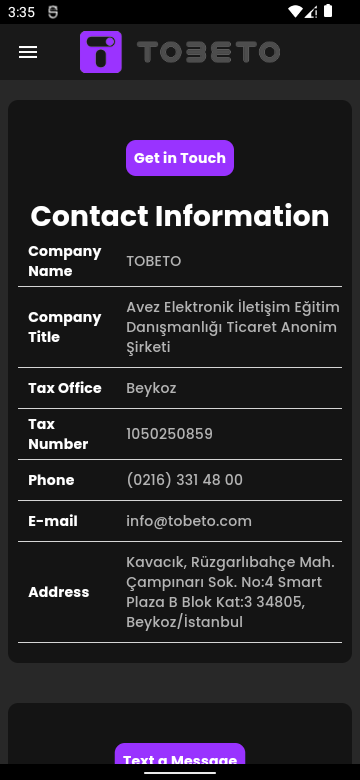 3:35
TOBETO
Get in Touch
Contact Information
Company
Name
TOBETO
Company
Title
Avez Elektronik İletişim Eğitim
Danışmanlığı Ticaret Anonim
Şirketi
Tax Office
Beykoz
Tax
Number
1050250859
Phone
(0216) 331 48 00
E-mail
info@tobeto.com
Address
Kavacık, Rüzgarlıbahçe Mah.
Çampınarı Sok. No:4 Smart
Plaza B Blok Kat:3 34805,
Beykoz/İstanbul
Text a Message